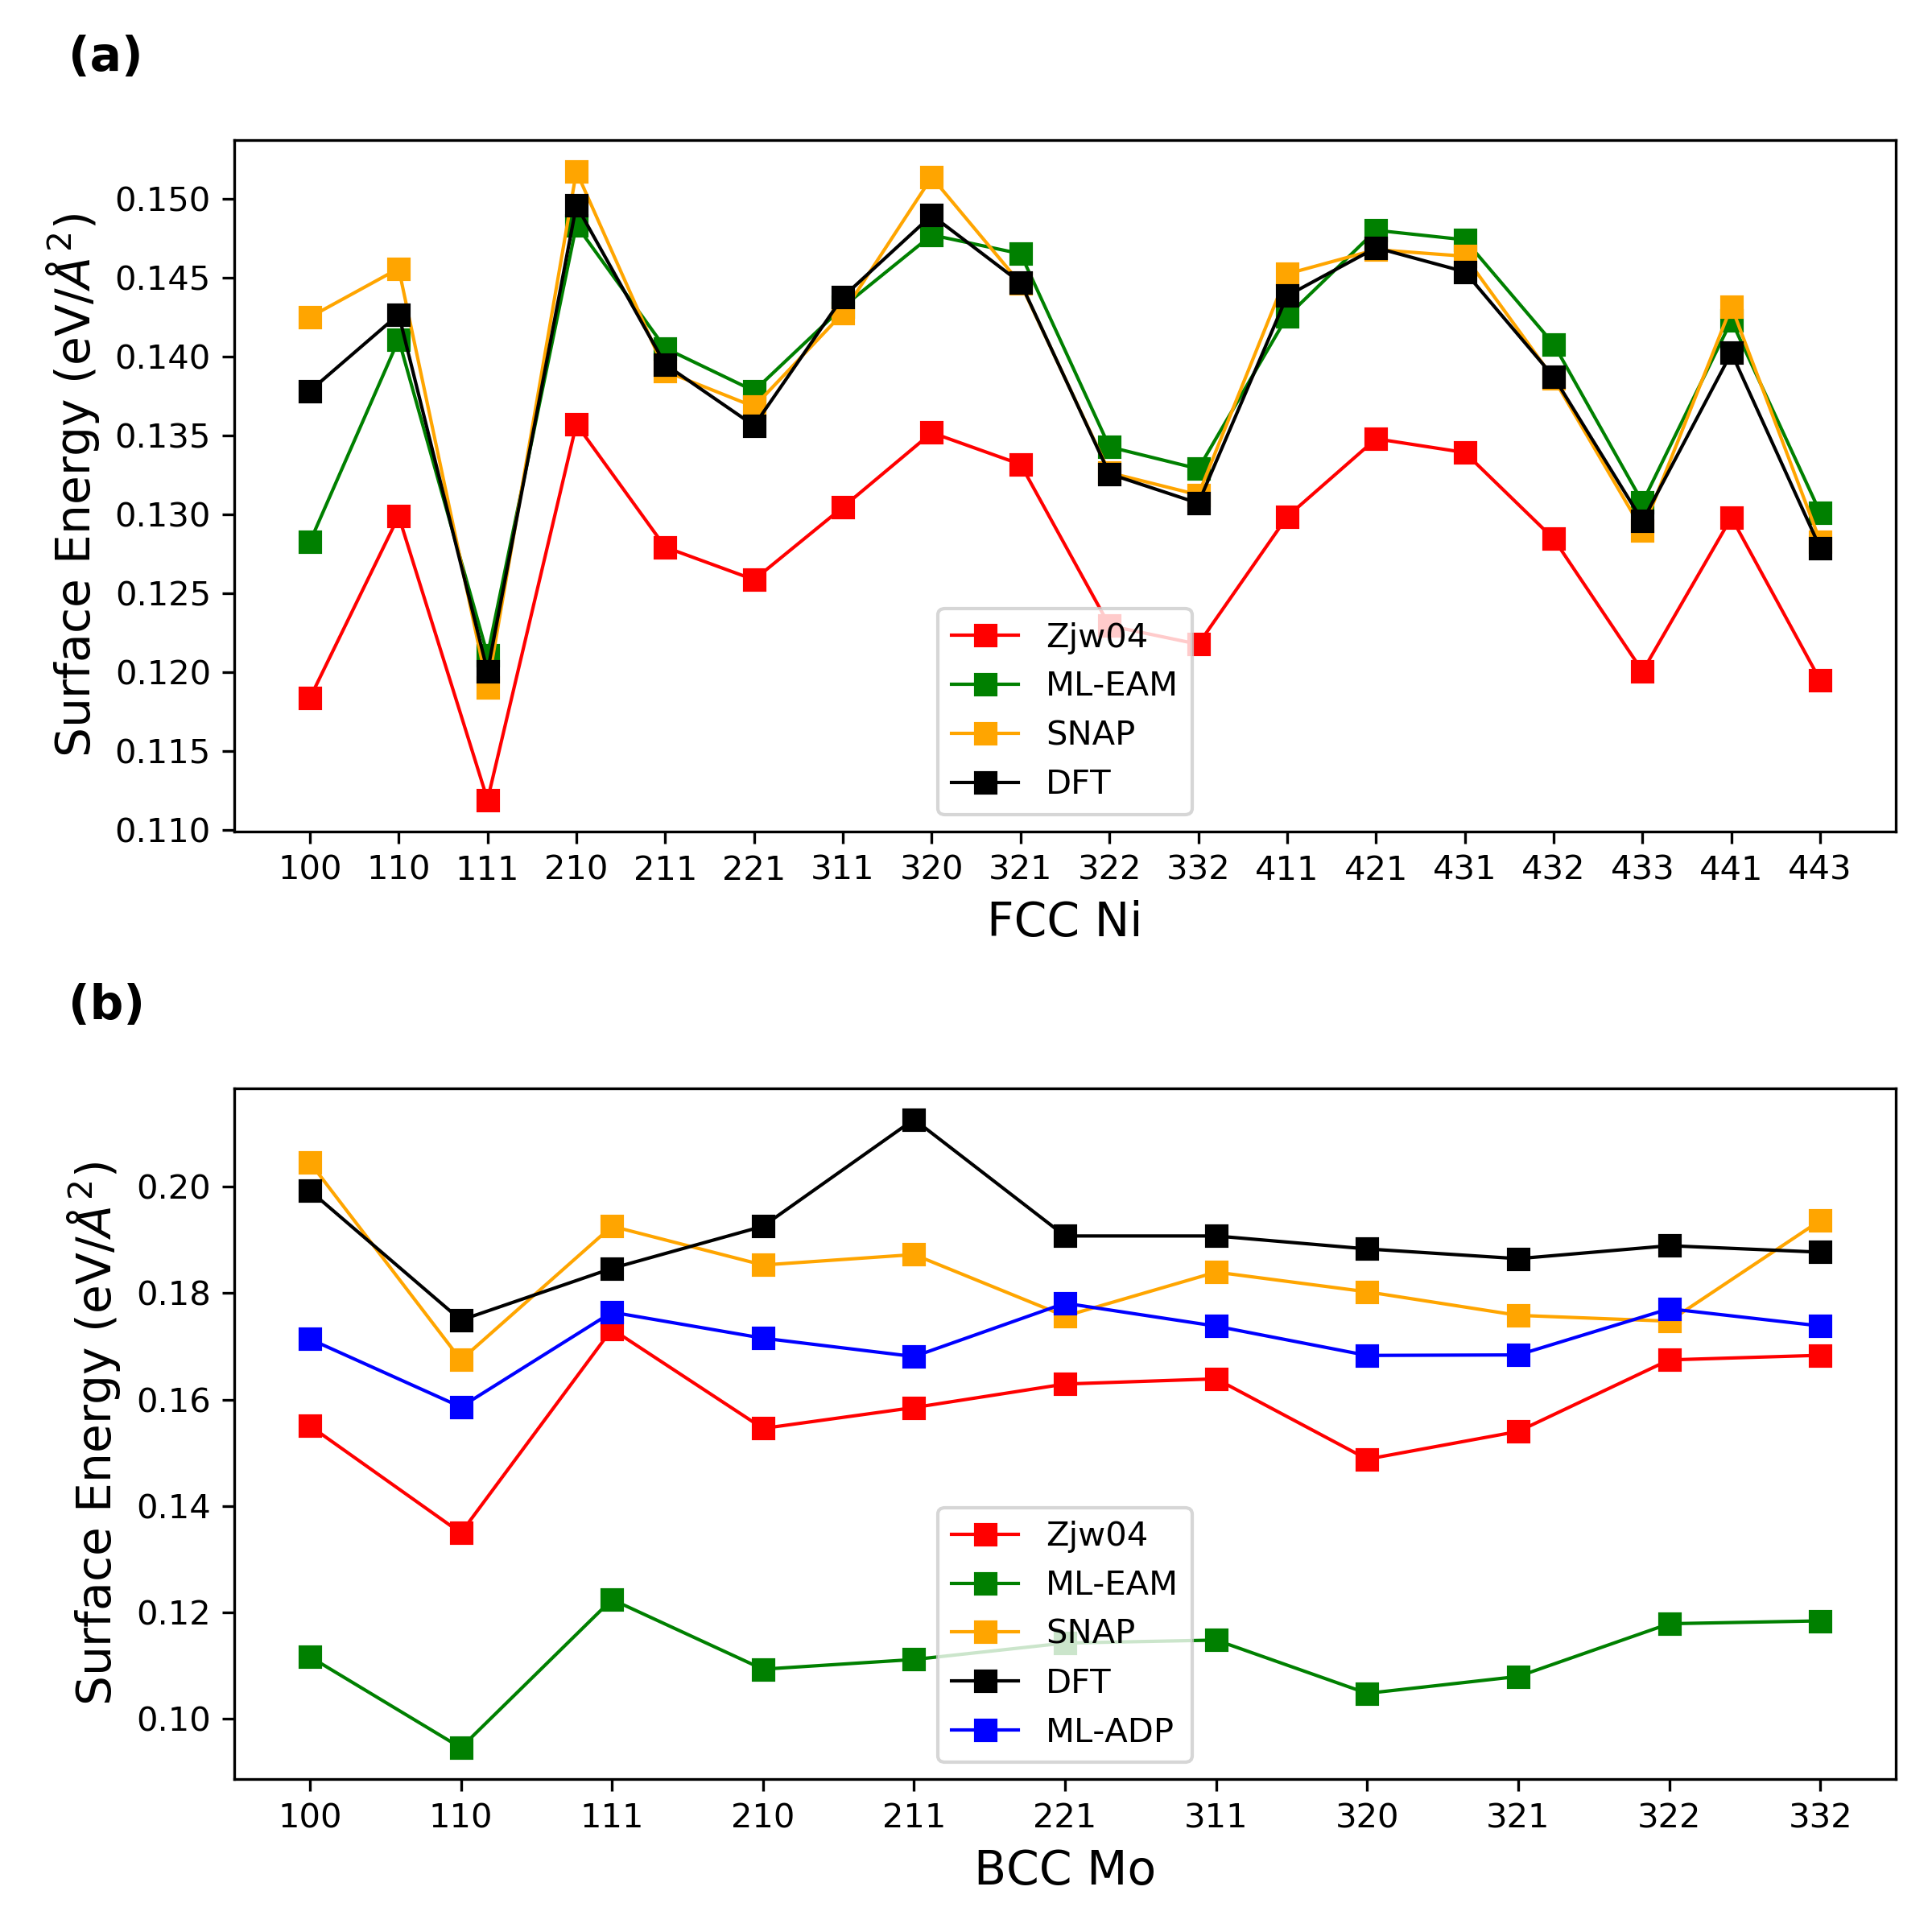 (a)
Surface Energy (eV/Å²)
0.150
0.145
0.140
0.135
0.130
0.125
0.120
0.115
0.110
Zjw04
ML-EAM
SNAP
DFT
100 110 111 210 211 221 311 320 321 322 332 411 421 431 432 433 441 443
FCC Ni
(b)
Surface Energy (eV/Å²)
0.20
0.18
0.16
0.14
0.12
0.10
Zjw04
ML-EAM
SNAP
DFT
ML-ADP
100 110 111 210 211 221 311 320 321 322 332
BCC Mo